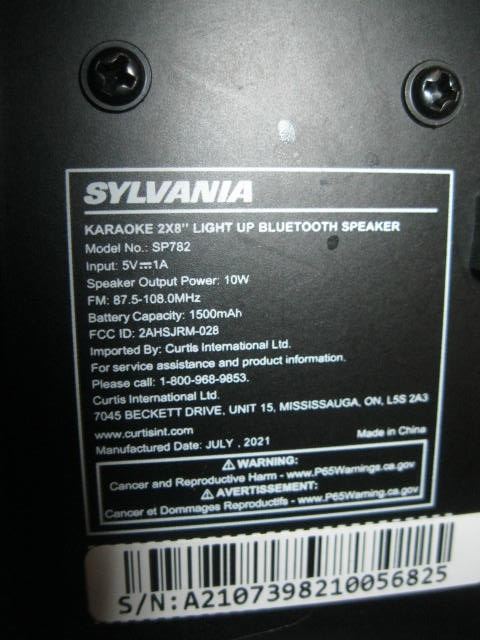 SYLVANIA
KARAOKE 2X8" LIGHT UP BLUETOOTH SPEAKER
Model No.: SP782
Input: 5V⎓1A
Speaker Output Power: 10W
FM: 87.5-108.0MHz
Battery Capacity: 1500mAh
FCC ID: 2AHSJRM-028
Imported By: Curtis International Ltd.
For service assistance and product information.
Please call: 1-800-968-9853.
Curtis International Ltd.
7045 BECKETT DRIVE, UNIT 15, MISSISSAUGA, ON, L5S 2A3
www.curtisint.com
Manufactured Date: JULY , 2021 Made in China
⚠WARNING:
Cancer and Reproductive Harm - www.P65Warnings.ca.gov
⚠AVERTISSEMENT:
Cancer et Dommages Reproductifs - www.P65Warning.ca.gov
S/N:A2107398210056825